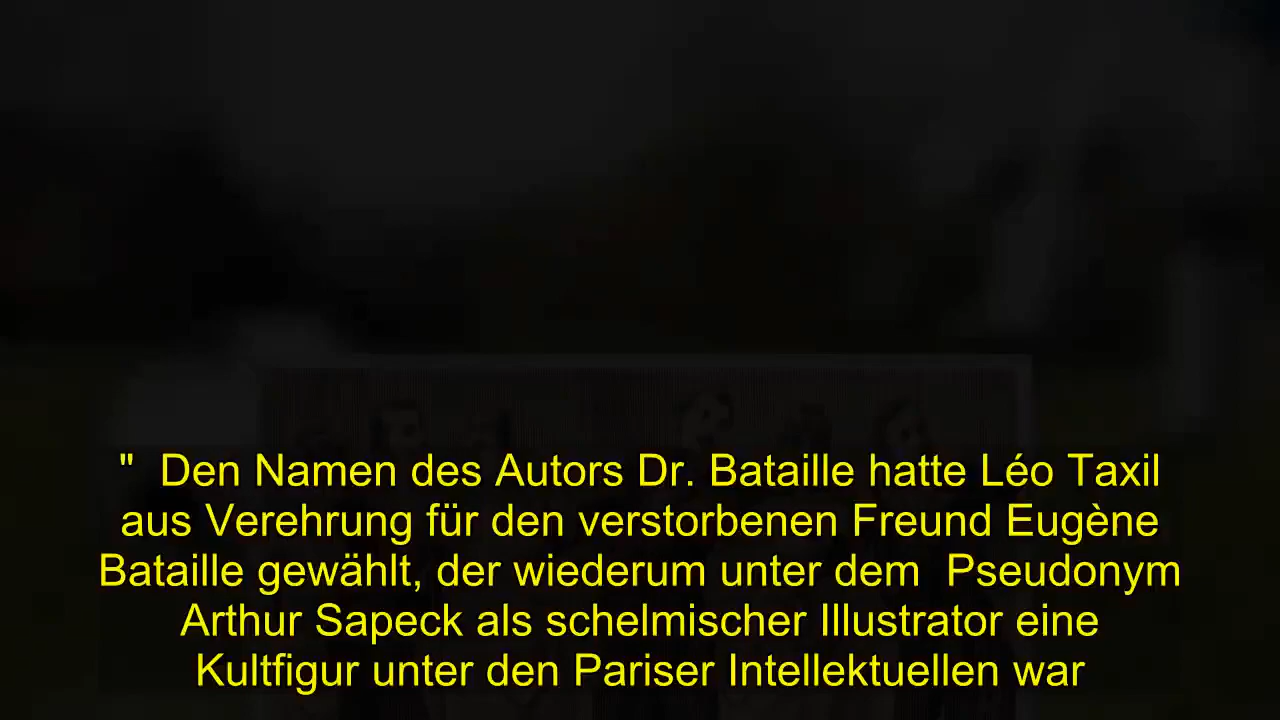 "  Den Namen des Autors Dr. Bataille hatte Léo Taxil
aus Verehrung für den verstorbenen Freund Eugène
Bataille gewählt, der wiederum unter dem  Pseudonym
Arthur Sapeck als schelmischer Illustrator eine
Kultfigur unter den Pariser Intellektuellen war